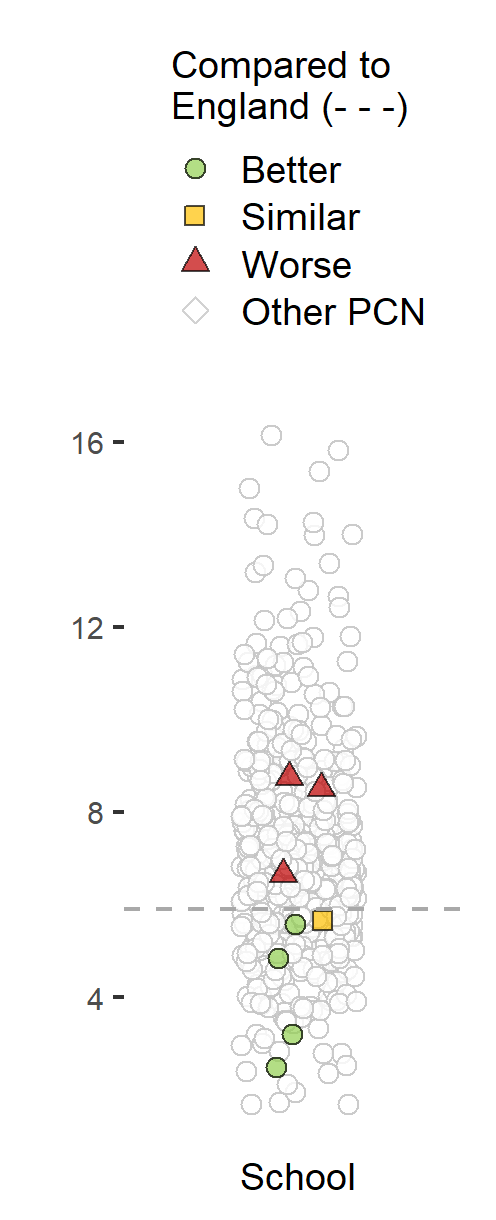 Compared to
England (- - -)
Better
Similar
Worse
Other PCN
16
12
8
4
School